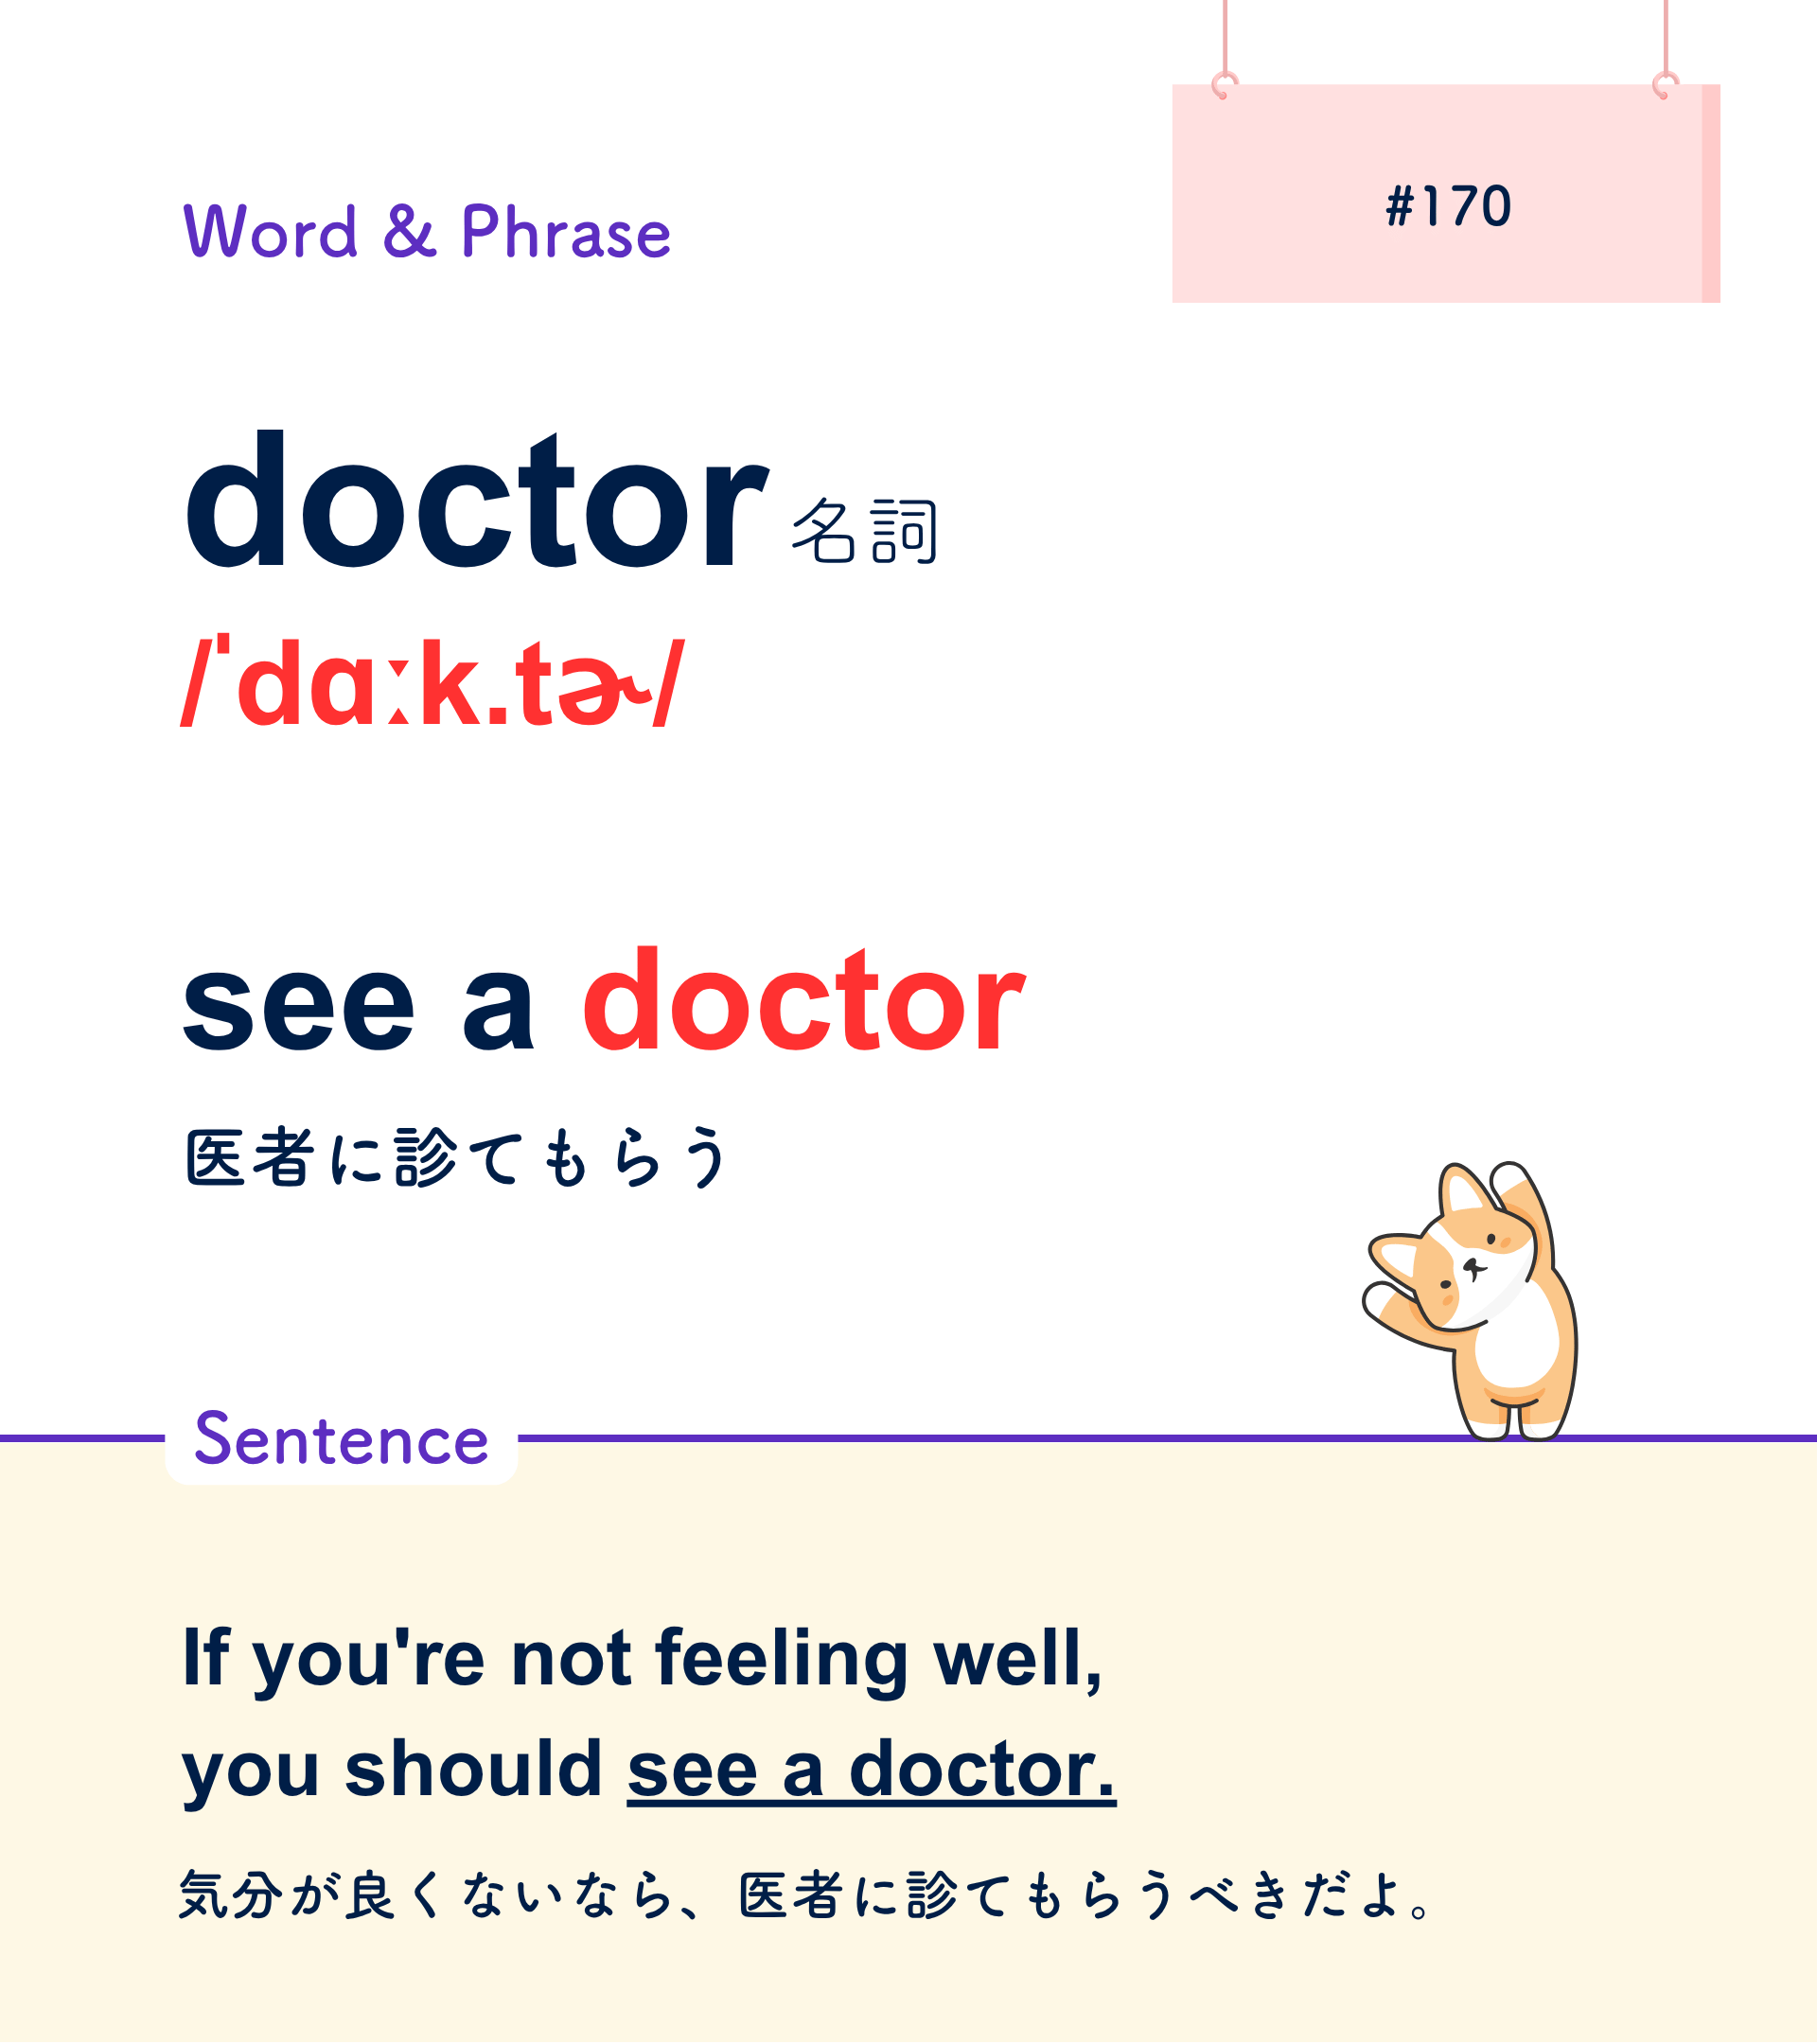 #170
Word & Phrase
doctor 名詞
/ˈdɑːk.tɚ/
see a doctor
医者に診てもらう
Sentence
If you're not feeling well,
you should see a doctor.
気分が良くないなら、医者に診てもらうべきだよ。